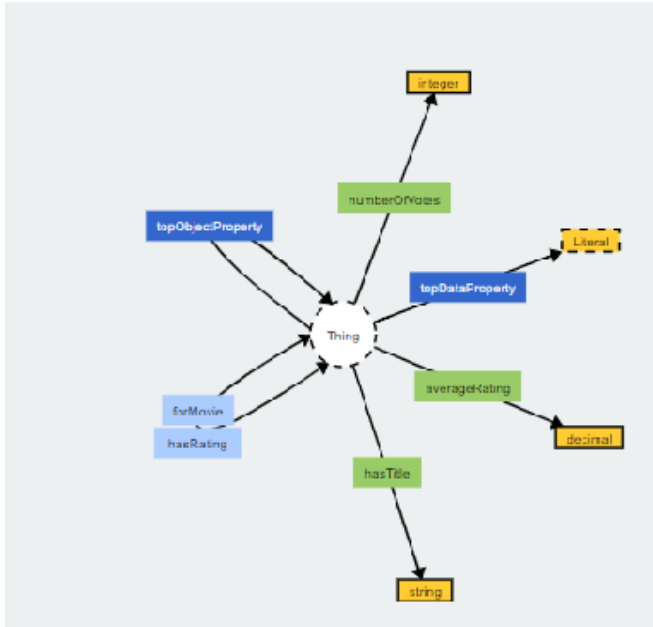 integer
numberOfVotes
topObjectProperty
Literal
topDataProperty
Thing
averageRating
forMovie
hasRating
decimal
hasTitle
string